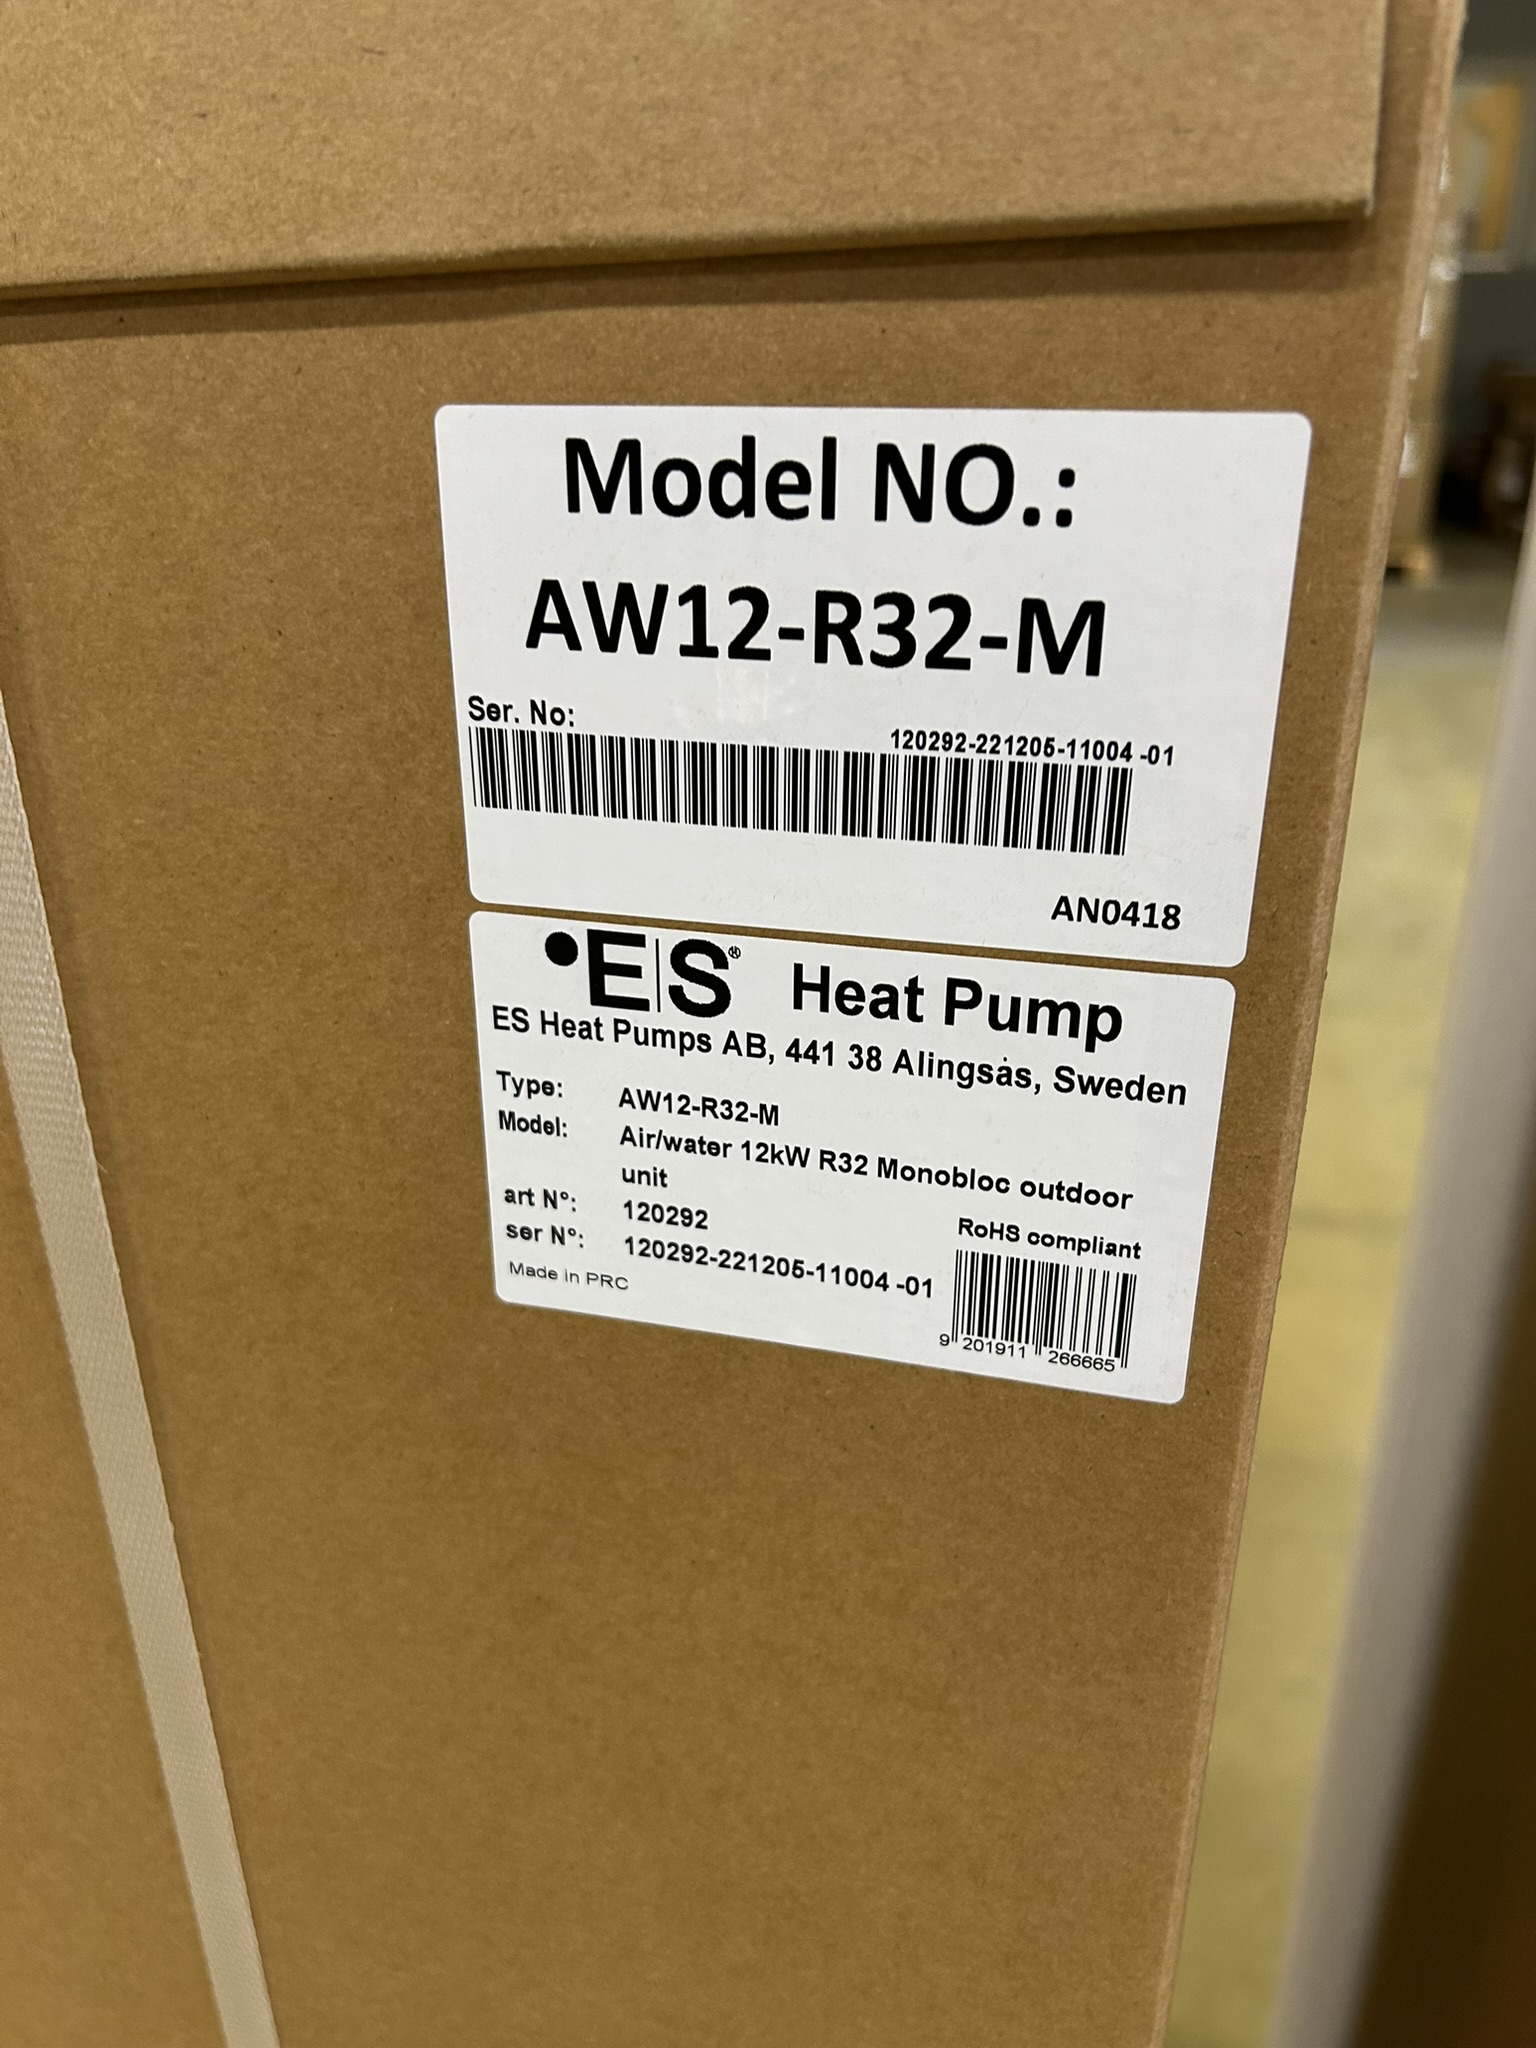 Model NO.:
AW12-R32-M
Ser. No:
120292-221205-11004 -01
AN0418
•E|S® Heat Pump
ES Heat Pumps AB, 441 38 Alingsås, Sweden
Type: AW12-R32-M
Model: Air/water 12kW R32 Monobloc outdoor
unit
art N°: 120292
ser N°: 120292-221205-11004 -01
RoHS compliant
Made in PRC
9 201911 266665